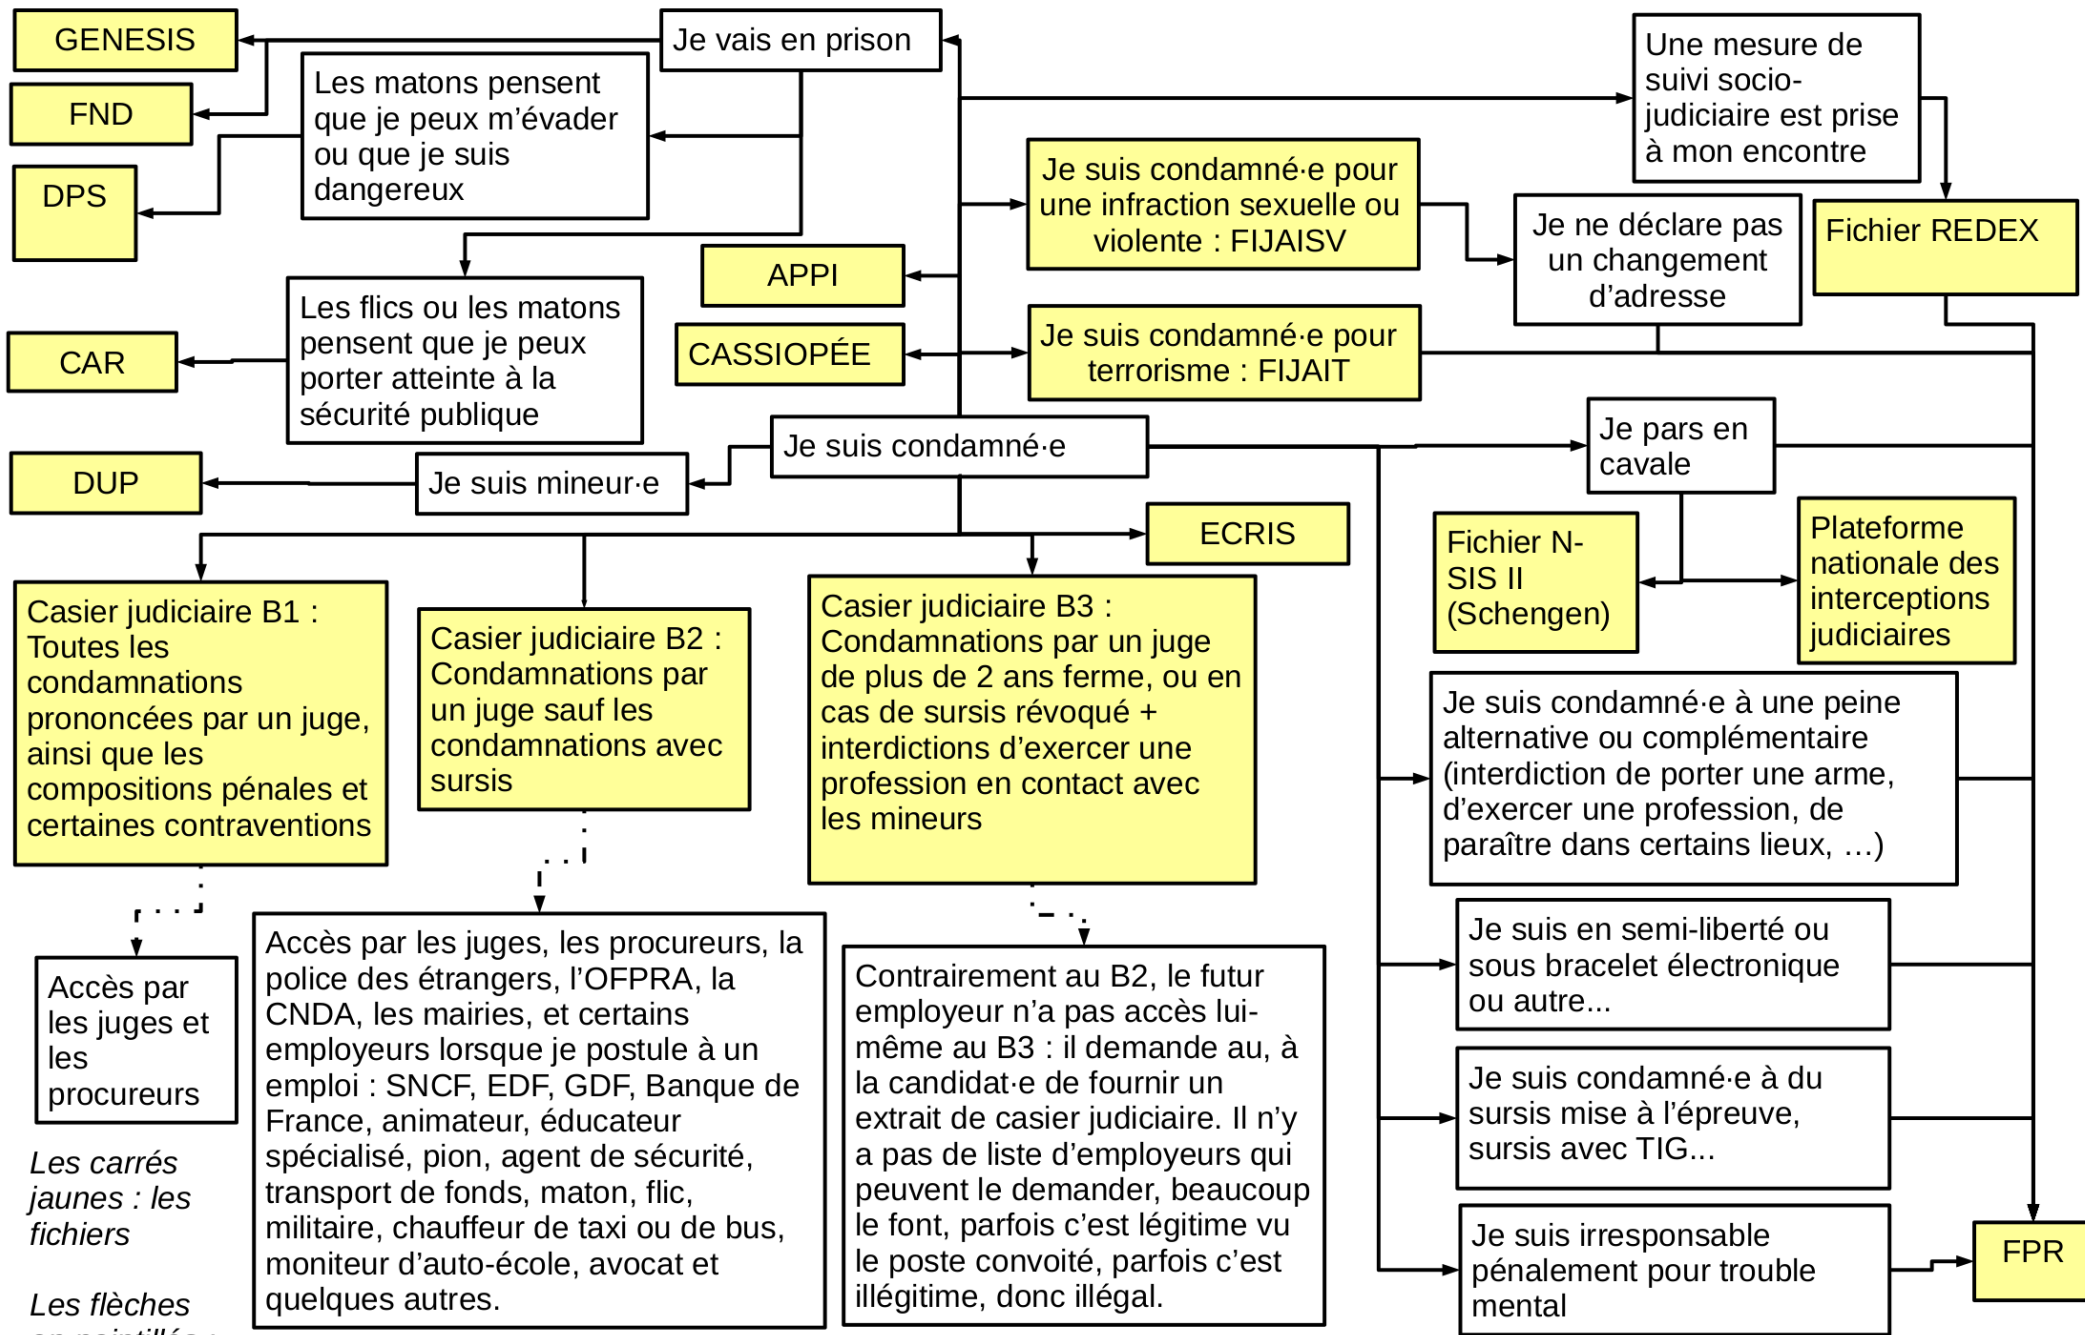 GENESIS
Je vais en prison
FND
Les matons pensent
que je peux m'évader
ou que je suis
dangereux
DPS
Les flics ou les matons
pensent que je peux
porter atteinte à la
sécurité publique
CAR
Une mesure de
suivi socio-
judiciaire est prise
à mon encontre
Je suis condamné·e pour
une infraction sexuelle ou
violente : FIJAISV
Je ne déclare pas
un changement
d'adresse
Fichier REDEX
APPI
CASSIOPÉE
Je suis condamné·e pour
terrorisme : FIJAIT
Je suis condamné·e
Je suis mineur·e
DUP
Je pars en
cavale
ECRIS
Fichier N-
SIS II
(Schengen)
Plateforme
nationale des
interceptions
judiciaires
Casier judiciaire B1 :
Toutes les
condamnations
prononcées par un juge,
ainsi que les
compositions pénales et
certaines contraventions
Casier judiciaire B2 :
Condamnations par
un juge sauf les
condamnations avec
sursis
Casier judiciaire B3 :
Condamnations par un juge
de plus de 2 ans ferme, ou en
cas de sursis révoqué +
interdictions d'exercer une
profession en contact avec
les mineurs
Je suis condamné·e à une peine
alternative ou complémentaire
(interdiction de porter une arme,
d'exercer une profession, de
paraître dans certains lieux, …)
Accès par
les juges et
les
procureurs
Accès par les juges, les procureurs, la
police des étrangers, l'OFPRA, la
CNDA, les mairies, et certains
employeurs lorsque je postule à un
emploi : SNCF, EDF, GDF, Banque de
France, animateur, éducateur
spécialisé, pion, agent de sécurité,
transport de fonds, maton, flic,
militaire, chauffeur de taxi ou de bus,
moniteur d'auto-école, avocat et
quelques autres.
Contrairement au B2, le futur
employeur n'a pas accès lui-
même au B3 : il demande au, à
la candidat·e de fournir un
extrait de casier judiciaire. Il n'y
a pas de liste d'employeurs qui
peuvent le demander, beaucoup
le font, parfois c'est légitime vu
le poste convoité, parfois c'est
illégitime, donc illégal.
Je suis en semi-liberté ou
sous bracelet électronique
ou autre...
Je suis condamné·e à du
sursis mise à l'épreuve,
sursis avec TIG...
Je suis irresponsable
pénalement pour trouble
mental
FPR
Les carrés
jaunes : les
fichiers
Les flèches